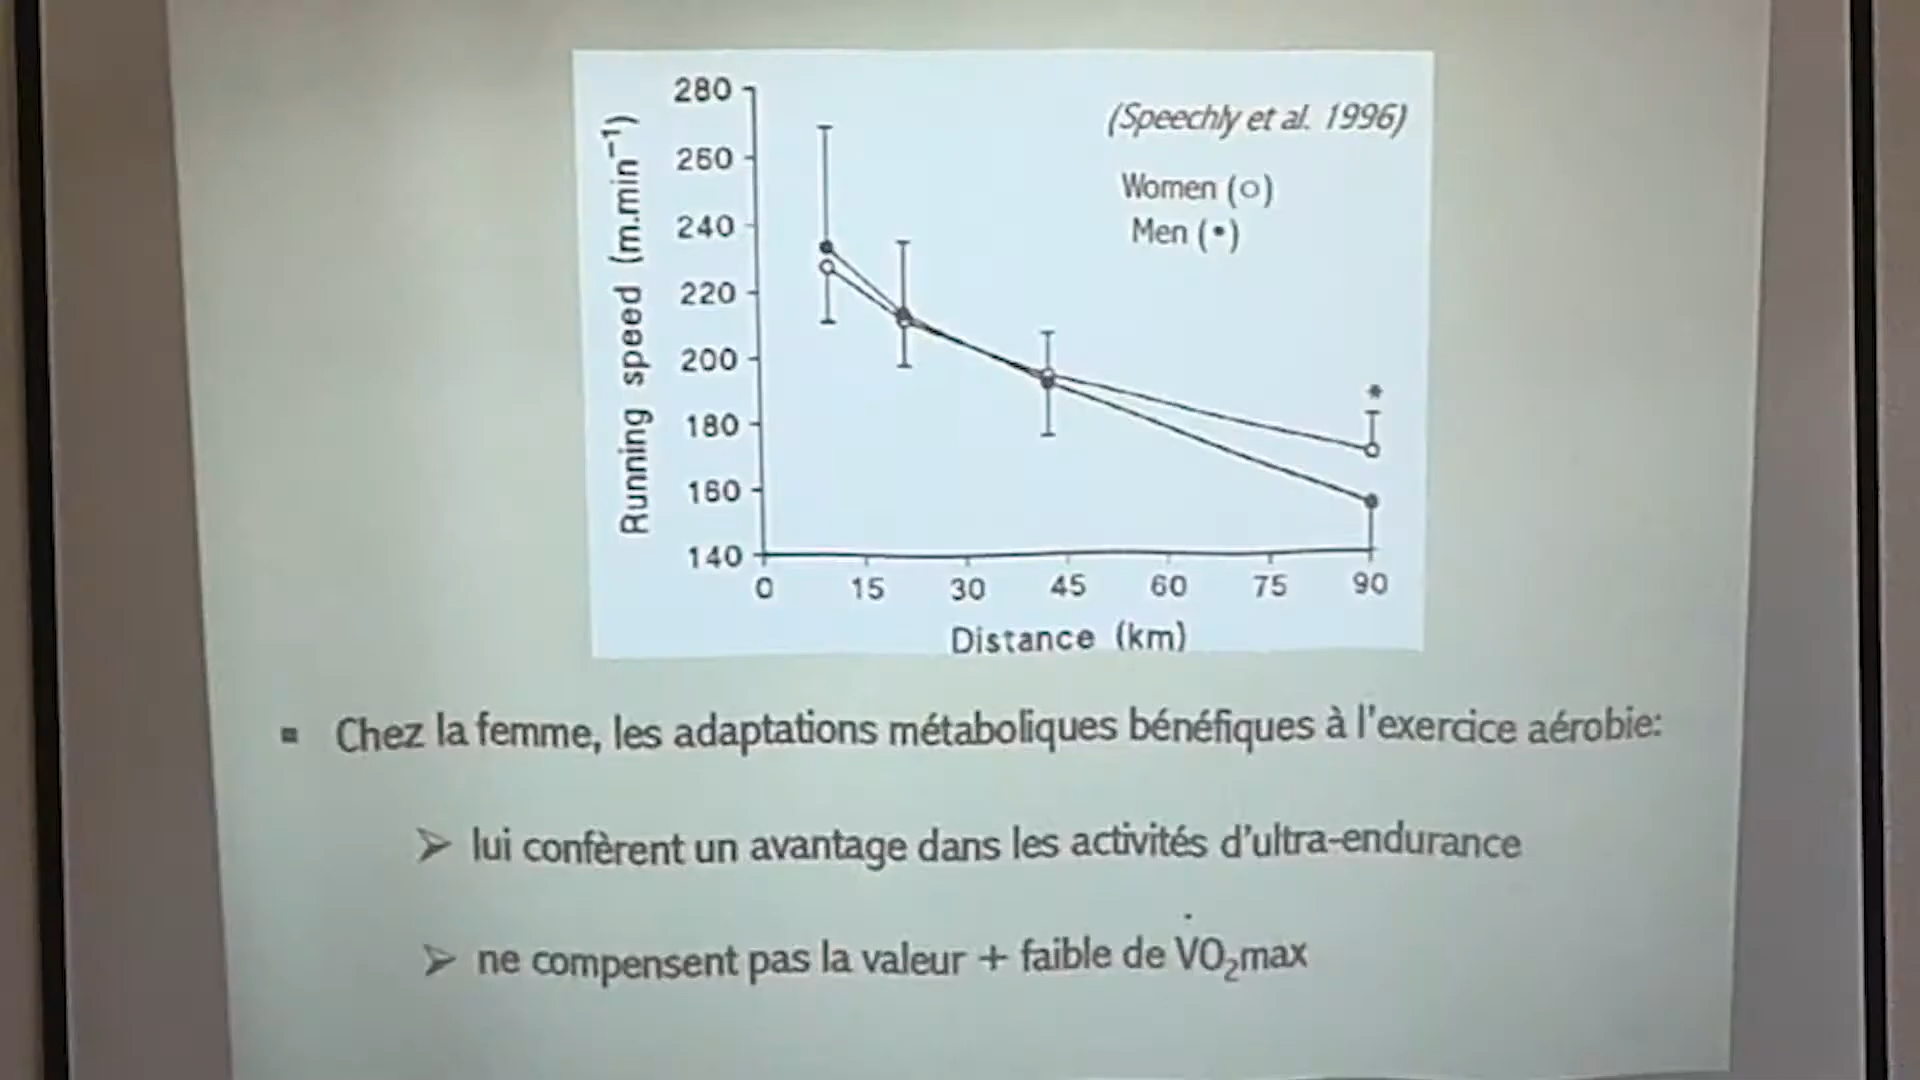 280
(Speechly et al. 1996)
260
Women (○)
240
Men (•)
220
200
*
180
160
140
0 15 30 45 60 75 90
Running speed (m.min⁻¹)
Distance (km)
▪ Chez la femme, les adaptations métaboliques bénéfiques à l'exercice aérobie:
➢ lui confèrent un avantage dans les activités d'ultra-endurance
➢ ne compensent pas la valeur + faible de V̇O₂max